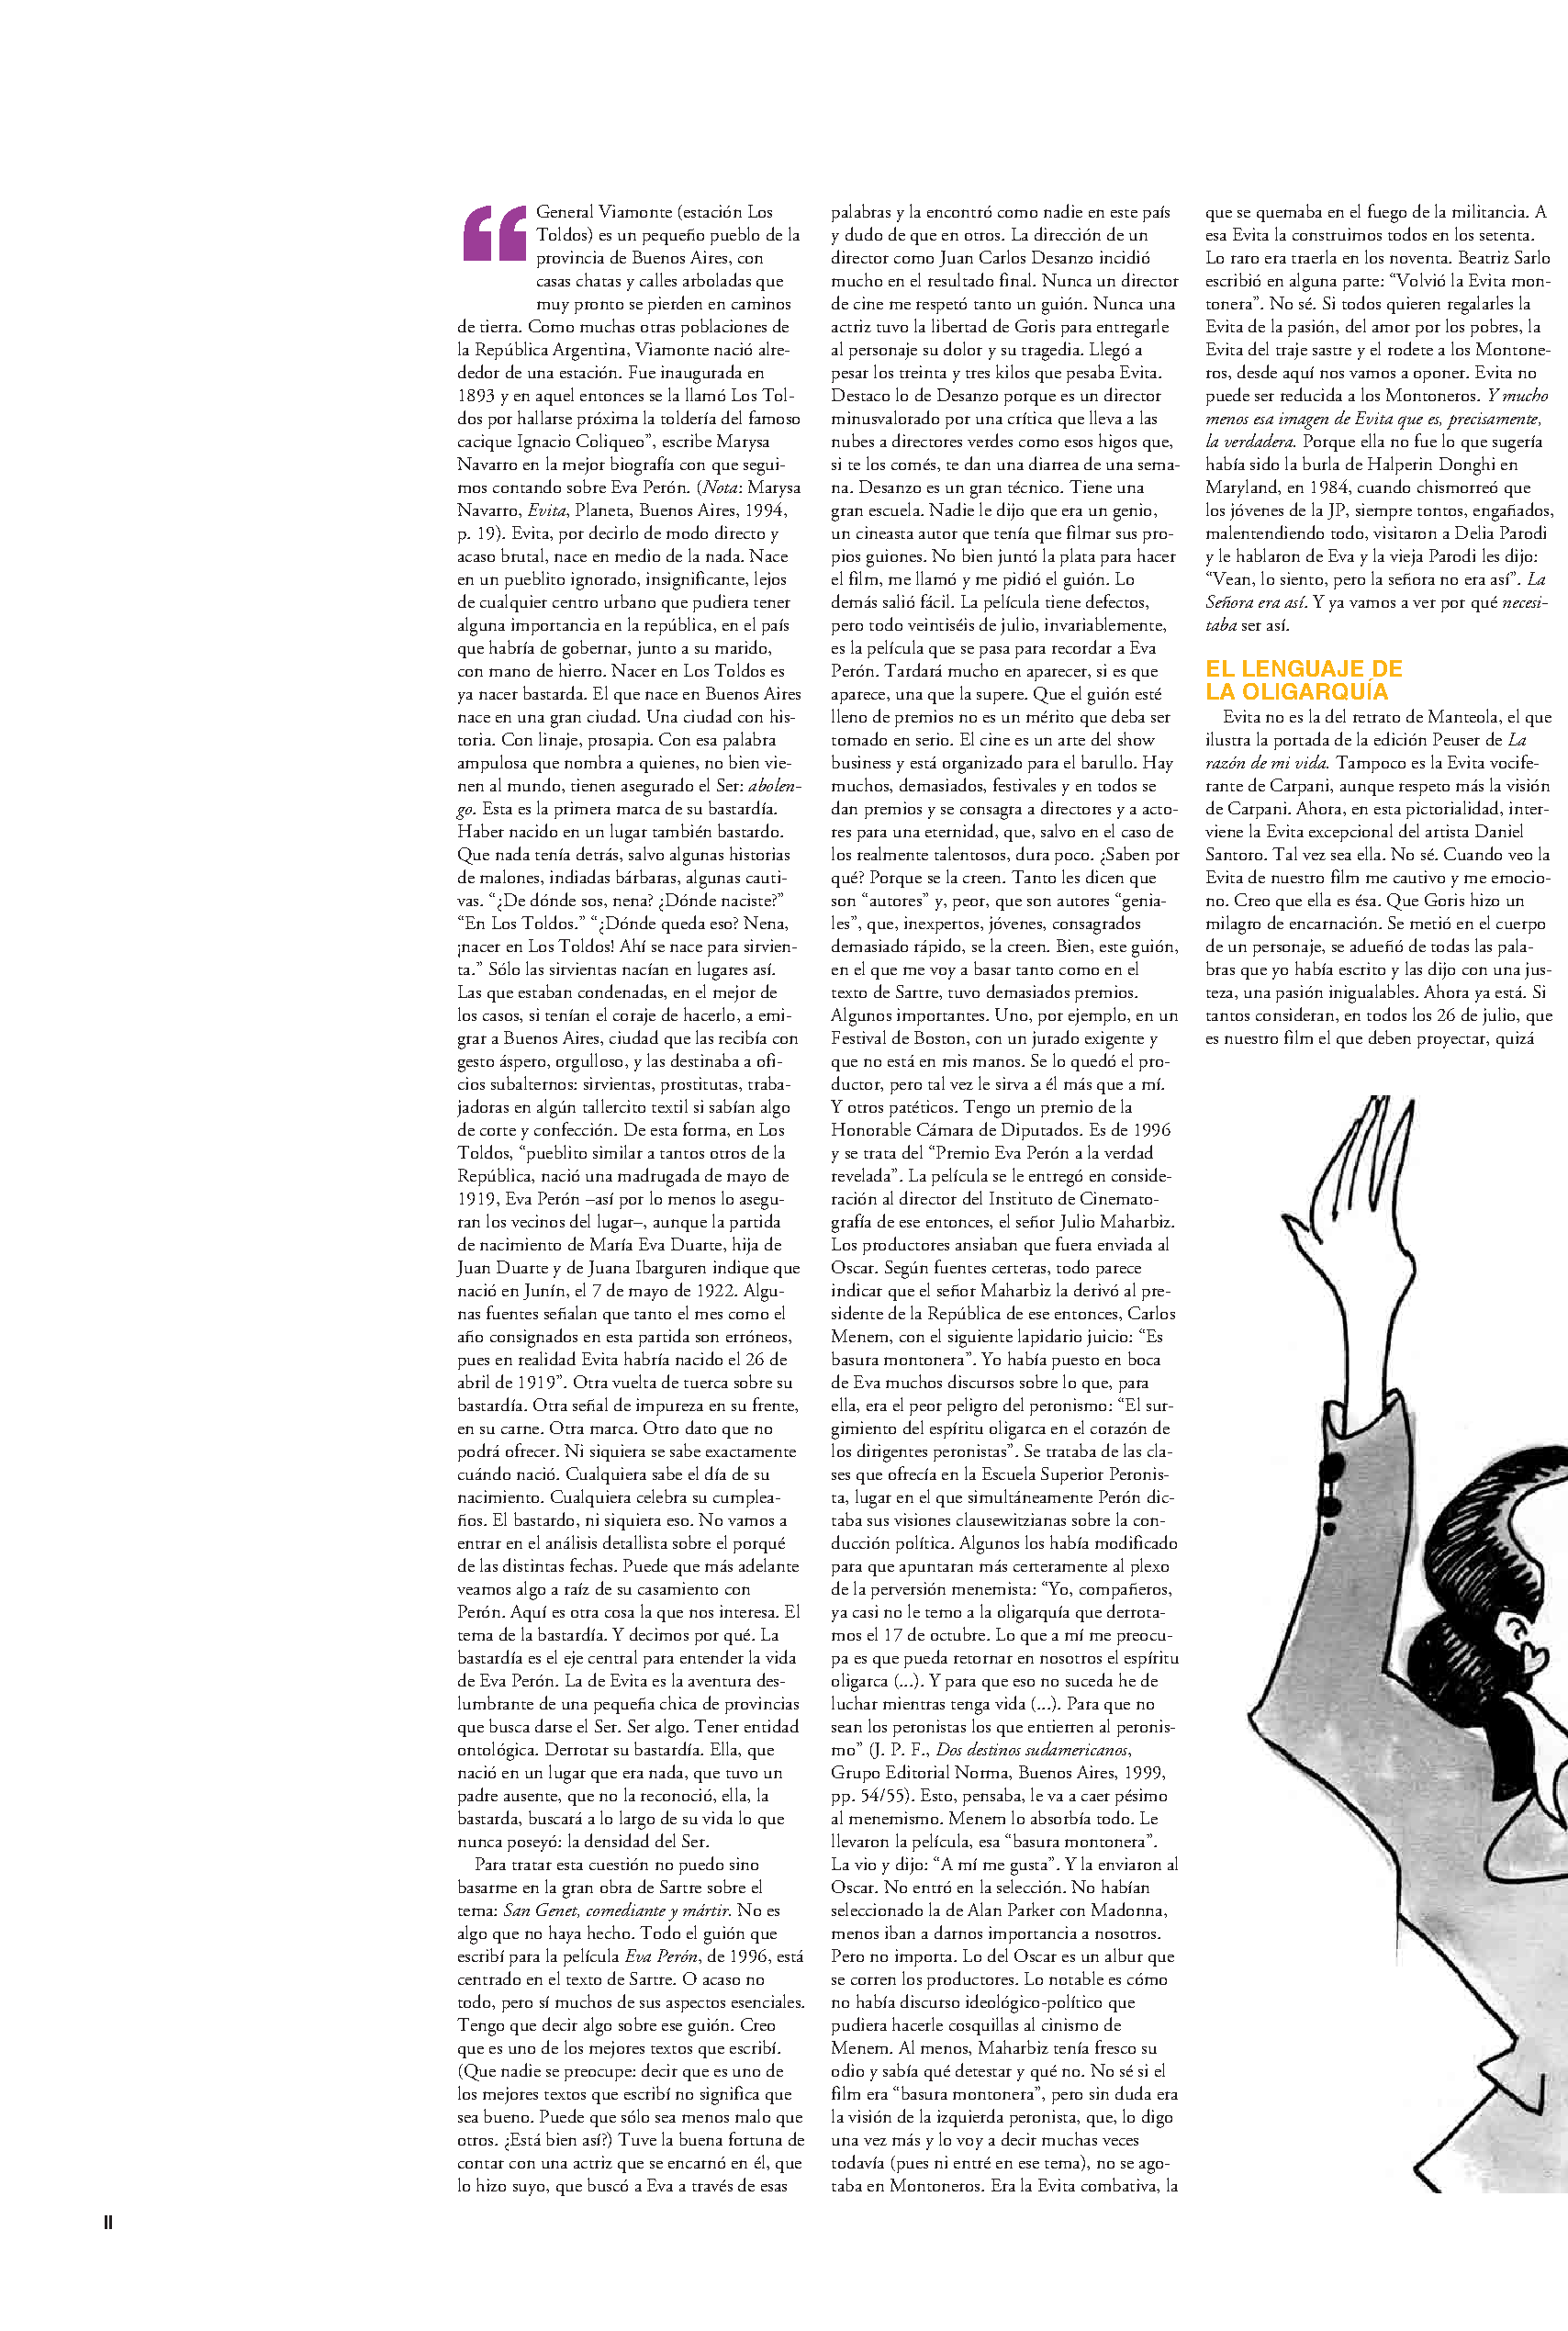 “
General Viamonte (estación Los
Toldos) es un pequeño pueblo de la
provincia de Buenos Aires, con
casas chatas y calles arboladas que
muy pronto se pierden en caminos
de tierra. Como muchas otras poblaciones de
la República Argentina, Viamonte nació alre-
dedor de una estación. Fue inaugurada en
1893 y en aquel entonces se la llamó Los Tol-
dos por hallarse próxima la toldería del famoso
cacique Ignacio Coliqueo”, escribe Marysa
Navarro en la mejor biografía con que segui-
mos contando sobre Eva Perón. (Nota: Marysa
Navarro, Evita, Planeta, Buenos Aires, 1994,
p. 19). Evita, por decirlo de modo directo y
acaso brutal, nace en medio de la nada. Nace
en un pueblito ignorado, insignificante, lejos
de cualquier centro urbano que pudiera tener
alguna importancia en la república, en el país
que habría de gobernar, junto a su marido,
con mano de hierro. Nacer en Los Toldos es
ya nacer bastarda. El que nace en Buenos Aires
nace en una gran ciudad. Una ciudad con his-
toria. Con linaje, prosapia. Con esa palabra
ampulosa que nombra a quienes, no bien vie-
nen al mundo, tienen asegurado el Ser: abolen-
go. Esta es la primera marca de su bastardía.
Haber nacido en un lugar también bastardo.
Que nada tenía detrás, salvo algunas historias
de malones, indiadas bárbaras, algunas cauti-
vas. “¿De dónde sos, nena? ¿Dónde naciste?”
“En Los Toldos.” “¿Dónde queda eso? Nena,
¡nacer en Los Toldos! Ahí se nace para sirvien-
ta.” Sólo las sirvientas nacían en lugares así.
Las que estaban condenadas, en el mejor de
los casos, si tenían el coraje de hacerlo, a emi-
grar a Buenos Aires, ciudad que las recibía con
gesto áspero, orgulloso, y las destinaba a ofi-
cios subalternos: sirvientas, prostitutas, traba-
jadoras en algún tallercito textil si sabían algo
de corte y confección. De esta forma, en Los
Toldos, “pueblito similar a tantos otros de la
República, nació una madrugada de mayo de
1919, Eva Perón –así por lo menos lo asegu-
ran los vecinos del lugar–, aunque la partida
de nacimiento de María Eva Duarte, hija de
Juan Duarte y de Juana Ibarguren indique que
nació en Junín, el 7 de mayo de 1922. Algu-
nas fuentes señalan que tanto el mes como el
año consignados en esta partida son erróneos,
pues en realidad Evita habría nacido el 26 de
abril de 1919”. Otra vuelta de tuerca sobre su
bastardía. Otra señal de impureza en su frente,
en su carne. Otra marca. Otro dato que no
podrá ofrecer. Ni siquiera se sabe exactamente
cuándo nació. Cualquiera sabe el día de su
nacimiento. Cualquiera celebra su cumplea-
ños. El bastardo, ni siquiera eso. No vamos a
entrar en el análisis detallista sobre el porqué
de las distintas fechas. Puede que más adelante
veamos algo a raíz de su casamiento con
Perón. Aquí es otra cosa la que nos interesa. El
tema de la bastardía. Y decimos por qué. La
bastardía es el eje central para entender la vida
de Eva Perón. La de Evita es la aventura des-
lumbrante de una pequeña chica de provincias
que busca darse el Ser. Ser algo. Tener entidad
ontológica. Derrotar su bastardía. Ella, que
nació en un lugar que era nada, que tuvo un
padre ausente, que no la reconoció, ella, la
bastarda, buscará a lo largo de su vida lo que
nunca poseyó: la densidad del Ser.
Para tratar esta cuestión no puedo sino
basarme en la gran obra de Sartre sobre el
tema: San Genet, comediante y mártir. No es
algo que no haya hecho. Todo el guión que
escribí para la película Eva Perón, de 1996, está
centrado en el texto de Sartre. O acaso no
todo, pero sí muchos de sus aspectos esenciales.
Tengo que decir algo sobre ese guión. Creo
que es uno de los mejores textos que escribí.
(Que nadie se preocupe: decir que es uno de
los mejores textos que escribí no significa que
sea bueno. Puede que sólo sea menos malo que
otros. ¿Está bien así?) Tuve la buena fortuna de
contar con una actriz que se encarnó en él, que
lo hizo suyo, que buscó a Eva a través de esas
palabras y la encontró como nadie en este país
y dudo de que en otros. La dirección de un
director como Juan Carlos Desanzo incidió
mucho en el resultado final. Nunca un director
de cine me respetó tanto un guión. Nunca una
actriz tuvo la libertad de Goris para entregarle
al personaje su dolor y su tragedia. Llegó a
pesar los treinta y tres kilos que pesaba Evita.
Destaco lo de Desanzo porque es un director
minusvalorado por una crítica que lleva a las
nubes a directores verdes como esos higos que,
si te los comés, te dan una diarrea de una sema-
na. Desanzo es un gran técnico. Tiene una
gran escuela. Nadie le dijo que era un genio,
un cineasta autor que tenía que filmar sus pro-
pios guiones. No bien juntó la plata para hacer
el film, me llamó y me pidió el guión. Lo
demás salió fácil. La película tiene defectos,
pero todo veintiséis de julio, invariablemente,
es la película que se pasa para recordar a Eva
Perón. Tardará mucho en aparecer, si es que
aparece, una que la supere. Que el guión esté
lleno de premios no es un mérito que deba ser
tomado en serio. El cine es un arte del show
business y está organizado para el barullo. Hay
muchos, demasiados, festivales y en todos se
dan premios y se consagra a directores y a acto-
res para una eternidad, que, salvo en el caso de
los realmente talentosos, dura poco. ¿Saben por
qué? Porque se la creen. Tanto les dicen que
son “autores” y, peor, que son autores “genia-
les”, que, inexpertos, jóvenes, consagrados
demasiado rápido, se la creen. Bien, este guión,
en el que me voy a basar tanto como en el
texto de Sartre, tuvo demasiados premios.
Algunos importantes. Uno, por ejemplo, en un
Festival de Boston, con un jurado exigente y
que no está en mis manos. Se lo quedó el pro-
ductor, pero tal vez le sirva a él más que a mí.
Y otros patéticos. Tengo un premio de la
Honorable Cámara de Diputados. Es de 1996
y se trata del “Premio Eva Perón a la verdad
revelada”. La película se le entregó en conside-
ración al director del Instituto de Cinemato-
grafía de ese entonces, el señor Julio Maharbiz.
Los productores ansiaban que fuera enviada al
Oscar. Según fuentes certeras, todo parece
indicar que el señor Maharbiz la derivó al pre-
sidente de la República de ese entonces, Carlos
Menem, con el siguiente lapidario juicio: “Es
basura montonera”. Yo había puesto en boca
de Eva muchos discursos sobre lo que, para
ella, era el peor peligro del peronismo: “El sur-
gimiento del espíritu oligarca en el corazón de
los dirigentes peronistas”. Se trataba de las cla-
ses que ofrecía en la Escuela Superior Peronis-
ta, lugar en el que simultáneamente Perón dic-
taba sus visiones clausewitzianas sobre la con-
ducción política. Algunos los había modificado
para que apuntaran más certeramente al plexo
de la perversión menemista: “Yo, compañeros,
ya casi no le temo a la oligarquía que derrota-
mos el 17 de octubre. Lo que a mí me preocu-
pa es que pueda retornar en nosotros el espíritu
oligarca (...). Y para que eso no suceda he de
luchar mientras tenga vida (...). Para que no
sean los peronistas los que entierren al peronis-
mo” (J. P. F., Dos destinos sudamericanos,
Grupo Editorial Norma, Buenos Aires, 1999,
pp. 54/55). Esto, pensaba, le va a caer pésimo
al menemismo. Menem lo absorbía todo. Le
llevaron la película, esa “basura montonera”.
La vio y dijo: “A mí me gusta”. Y la enviaron al
Oscar. No entró en la selección. No habían
seleccionado la de Alan Parker con Madonna,
menos iban a darnos importancia a nosotros.
Pero no importa. Lo del Oscar es un albur que
se corren los productores. Lo notable es cómo
no había discurso ideológico-político que
pudiera hacerle cosquillas al cinismo de
Menem. Al menos, Maharbiz tenía fresco su
odio y sabía qué detestar y qué no. No sé si el
film era “basura montonera”, pero sin duda era
la visión de la izquierda peronista, que, lo digo
una vez más y lo voy a decir muchas veces
todavía (pues ni entré en ese tema), no se ago-
taba en Montoneros. Era la Evita combativa, la
que se quemaba en el fuego de la militancia. A
esa Evita la construimos todos en los setenta.
Lo raro era traerla en los noventa. Beatriz Sarlo
escribió en alguna parte: “Volvió la Evita mon-
tonera”. No sé. Si todos quieren regalarles la
Evita de la pasión, del amor por los pobres, la
Evita del traje sastre y el rodete a los Montone-
ros, desde aquí nos vamos a oponer. Evita no
puede ser reducida a los Montoneros. Y mucho
menos esa imagen de Evita que es, precisamente,
la verdadera. Porque ella no fue lo que sugería
había sido la burla de Halperin Donghi en
Maryland, en 1984, cuando chismorreó que
los jóvenes de la JP, siempre tontos, engañados,
malentendiendo todo, visitaron a Delia Parodi
y le hablaron de Eva y la vieja Parodi les dijo:
“Vean, lo siento, pero la señora no era así”. La
Señora era así. Y ya vamos a ver por qué necesi-
taba ser así.
EL LENGUAJE DE
LA OLIGARQUÍA
Evita no es la del retrato de Manteola, el que
ilustra la portada de la edición Peuser de La
razón de mi vida. Tampoco es la Evita vocife-
rante de Carpani, aunque respeto más la visión
de Carpani. Ahora, en esta pictorialidad, inter-
viene la Evita excepcional del artista Daniel
Santoro. Tal vez sea ella. No sé. Cuando veo la
Evita de nuestro film me cautivo y me emocio-
no. Creo que ella es ésa. Que Goris hizo un
milagro de encarnación. Se metió en el cuerpo
de un personaje, se adueñó de todas las pala-
bras que yo había escrito y las dijo con una jus-
teza, una pasión inigualables. Ahora ya está. Si
tantos consideran, en todos los 26 de julio, que
es nuestro film el que deben proyectar, quizá
II